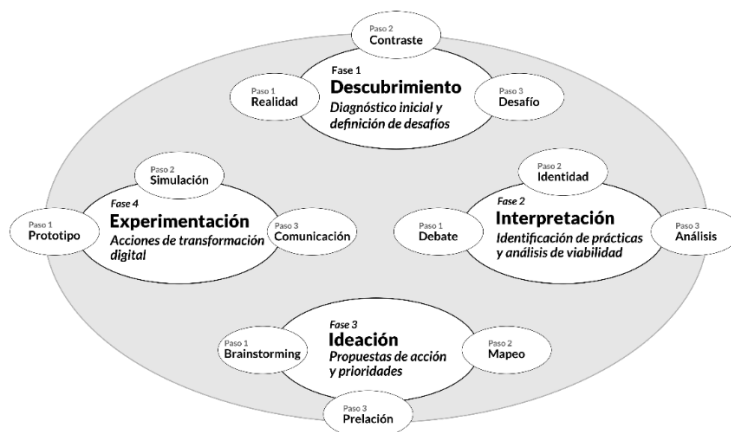 Paso 2
Contraste
Fase 1
Descubrimiento
Diagnóstico inicial y
definición de desafíos
Paso 1
Realidad
Paso 3
Desafío
Paso 2
Identidad
Fase 2
Interpretación
Identificación de prácticas
y análisis de viabilidad
Paso 1
Debate
Paso 3
Análisis
Fase 3
Ideación
Propuestas de acción
y prioridades
Paso 1
Brainstorming
Paso 2
Mapeo
Paso 3
Prelación
Paso 2
Simulación
Fase 4
Experimentación
Acciones de transformación
digital
Paso 1
Prototipo
Paso 3
Comunicación